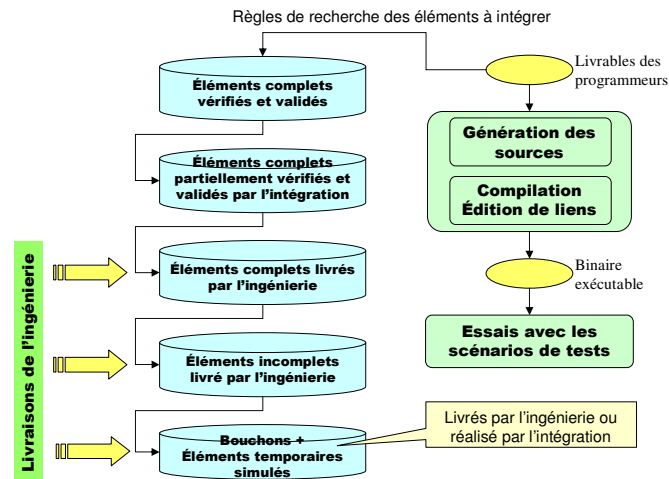 Règles de recherche des éléments à intégrer
Éléments complets
vérifiés et validés
Éléments complets
partiellement vérifiés et
validés par l'intégration
Éléments complets livrés
par l'ingénierie
Éléments incomplets
livré par l'ingénierie
Bouchons +
Éléments temporaires
simulés
Livraisons de l'ingénierie
Livrables des
programmeurs
Génération des
sources
Compilation
Édition de liens
Binaire
exécutable
Essais avec les
scénarios de tests
Livrés par l'ingénierie ou
réalisé par l'intégration